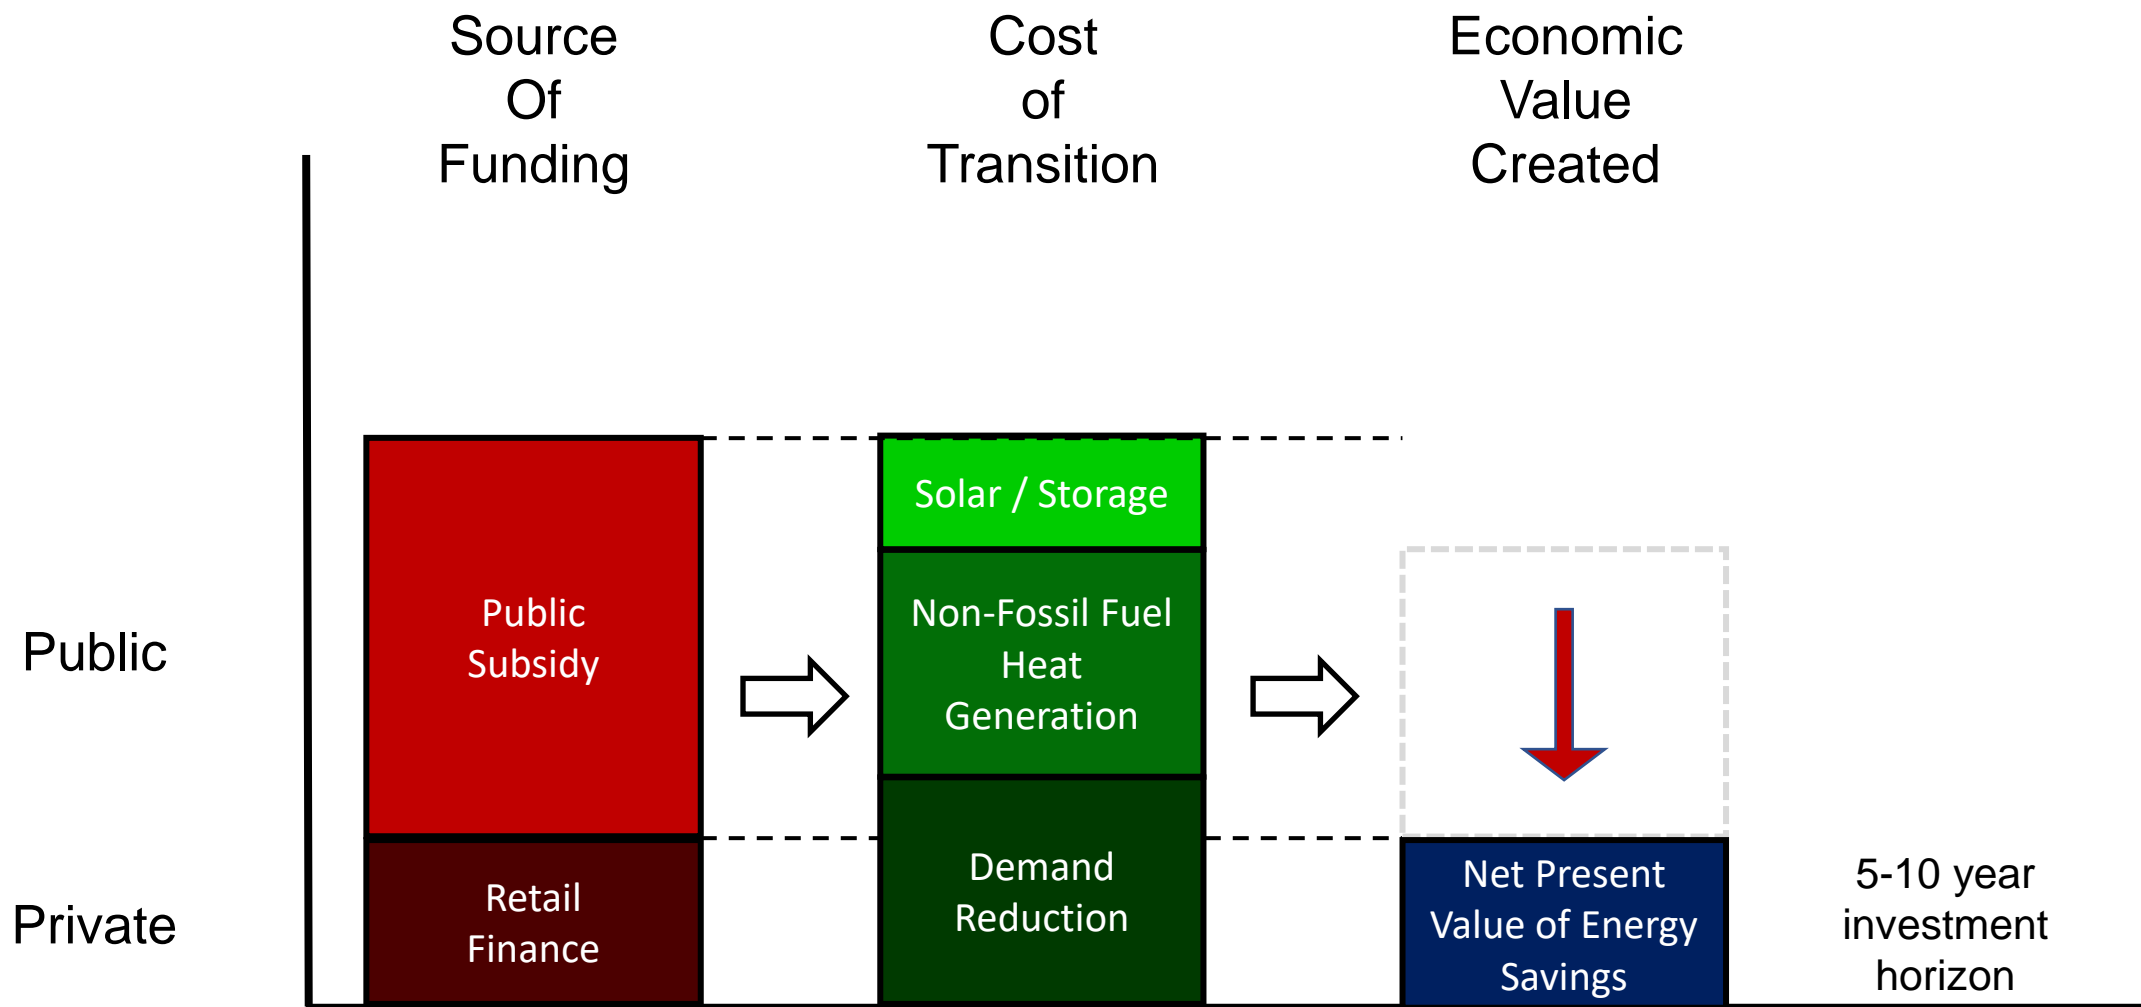 Source
Of
Funding
Cost
of
Transition
Economic
Value
Created
Public
Private
Public
Subsidy
Retail
Finance
Solar / Storage
Non-Fossil Fuel
Heat
Generation
Demand
Reduction
Net Present
Value of Energy
Savings
5-10 year
investment
horizon